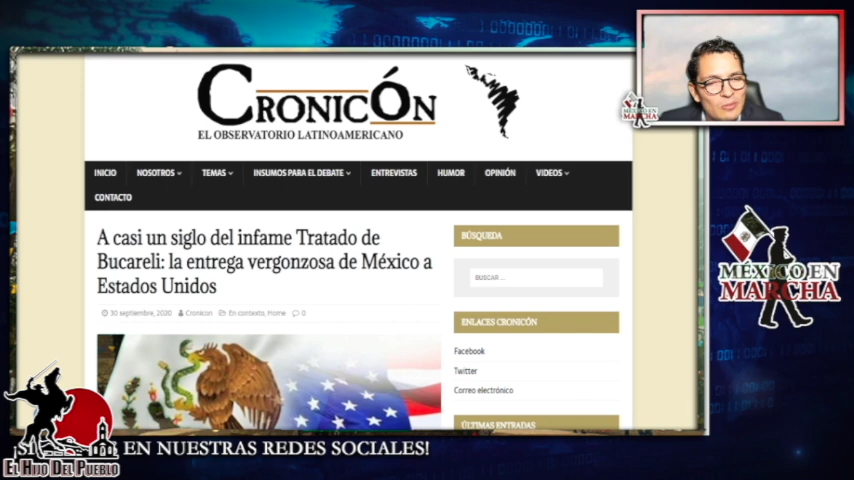 CRONICÓN
EL OBSERVATORIO LATINOAMERICANO
INICIO NOSOTROS TEMAS INSUMOS PARA EL DEBATE ENTREVISTAS HUMOR OPINIÓN VIDEOS
CONTACTO
A casi un siglo del infame Tratado de
Bucareli: la entrega vergonzosa de México a
Estados Unidos
30 septiembre, 2020 Cronicon En contexto, Home 0
BÚSQUEDA
BUSCAR ...
ENLACES CRONICÓN
Facebook
Twitter
Correo electrónico
ÚLTIMAS ENTRADAS
MÉXICO EN
MARCHA
MÉXICO EN
MARCHA
EN NUESTRAS REDES SOCIALES!
EL HIJO DEL PUEBLO